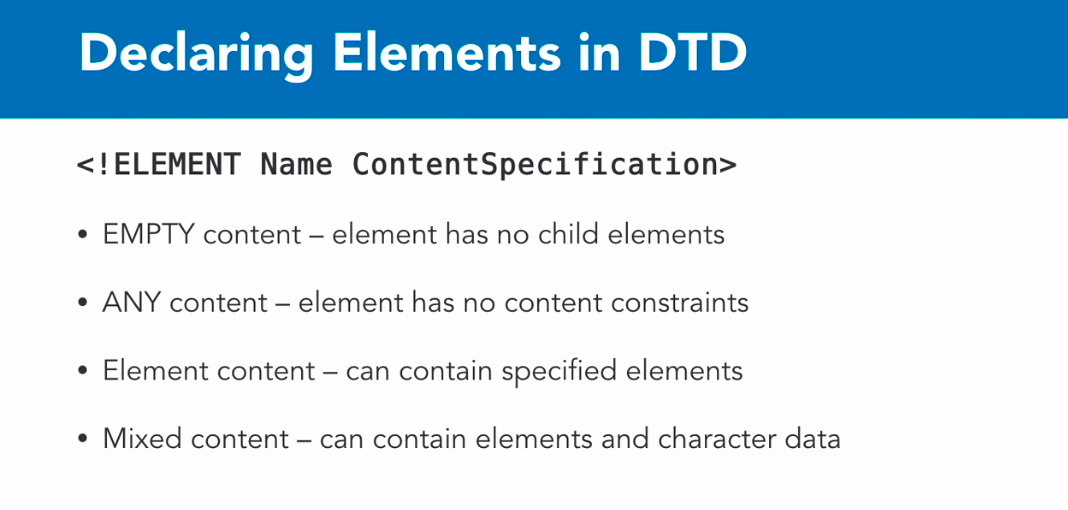 Declaring Elements in DTD
<!ELEMENT Name ContentSpecification>
• EMPTY content – element has no child elements
• ANY content – element has no content constraints
• Element content – can contain specified elements
• Mixed content – can contain elements and character data